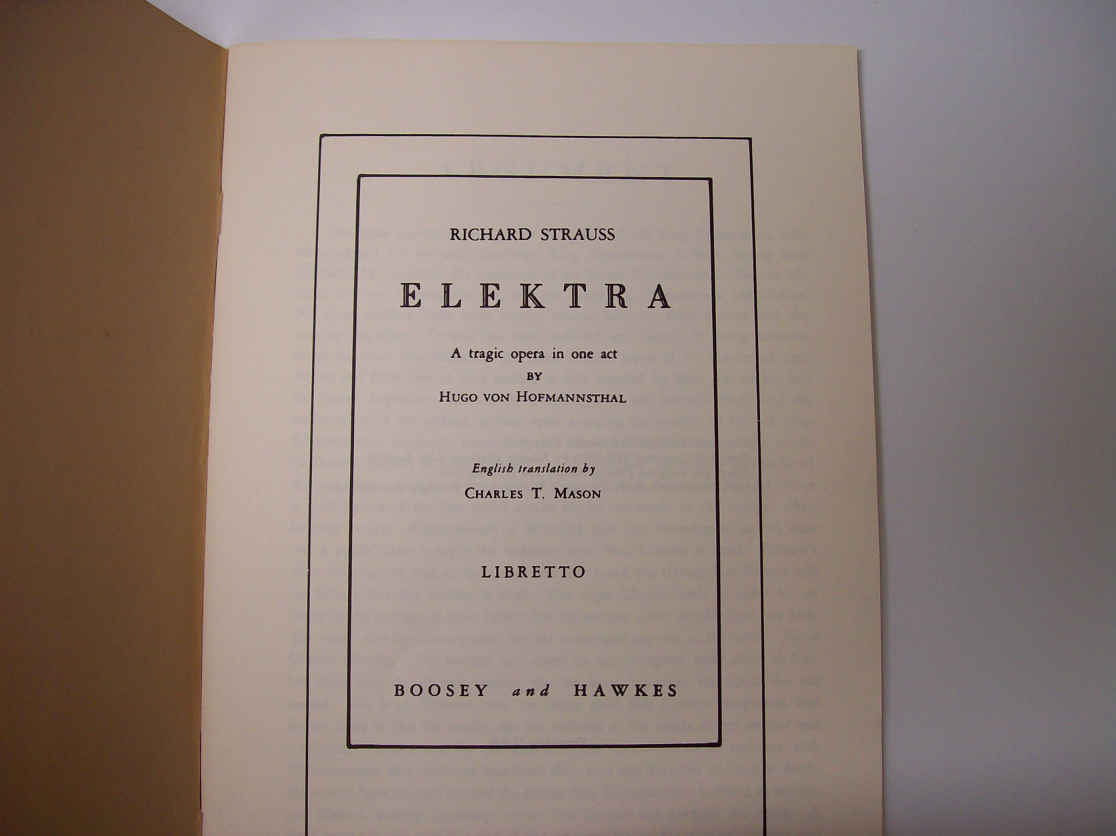 RICHARD STRAUSS
ELEKTRA
A tragic opera in one act
BY
HUGO VON HOFMANNSTHAL
English translation by
CHARLES T. MASON
LIBRETTO
BOOSEY and HAWKES